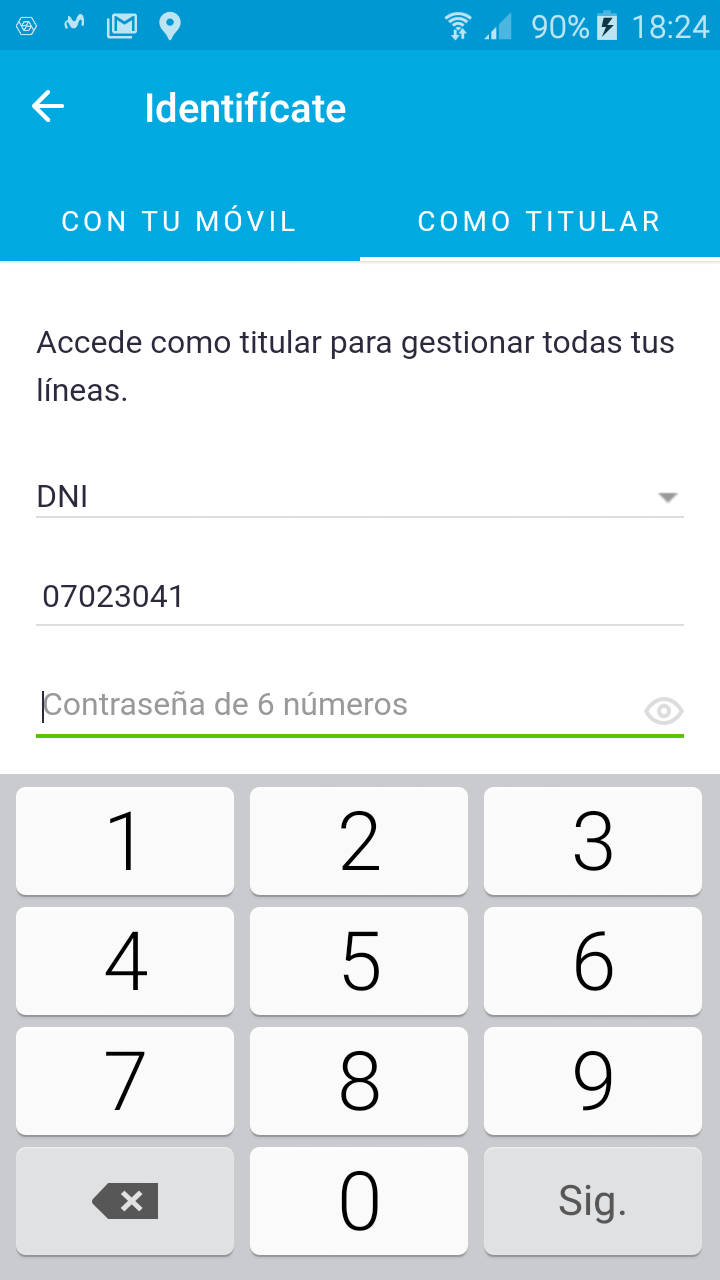 90% 18:24
Identifícate
CON TU MÓVIL COMO TITULAR
Accede como titular para gestionar todas tus
líneas.
DNI
07023041
Contraseña de 6 números
1 2 3
4 5 6
7 8 9
0 Sig.